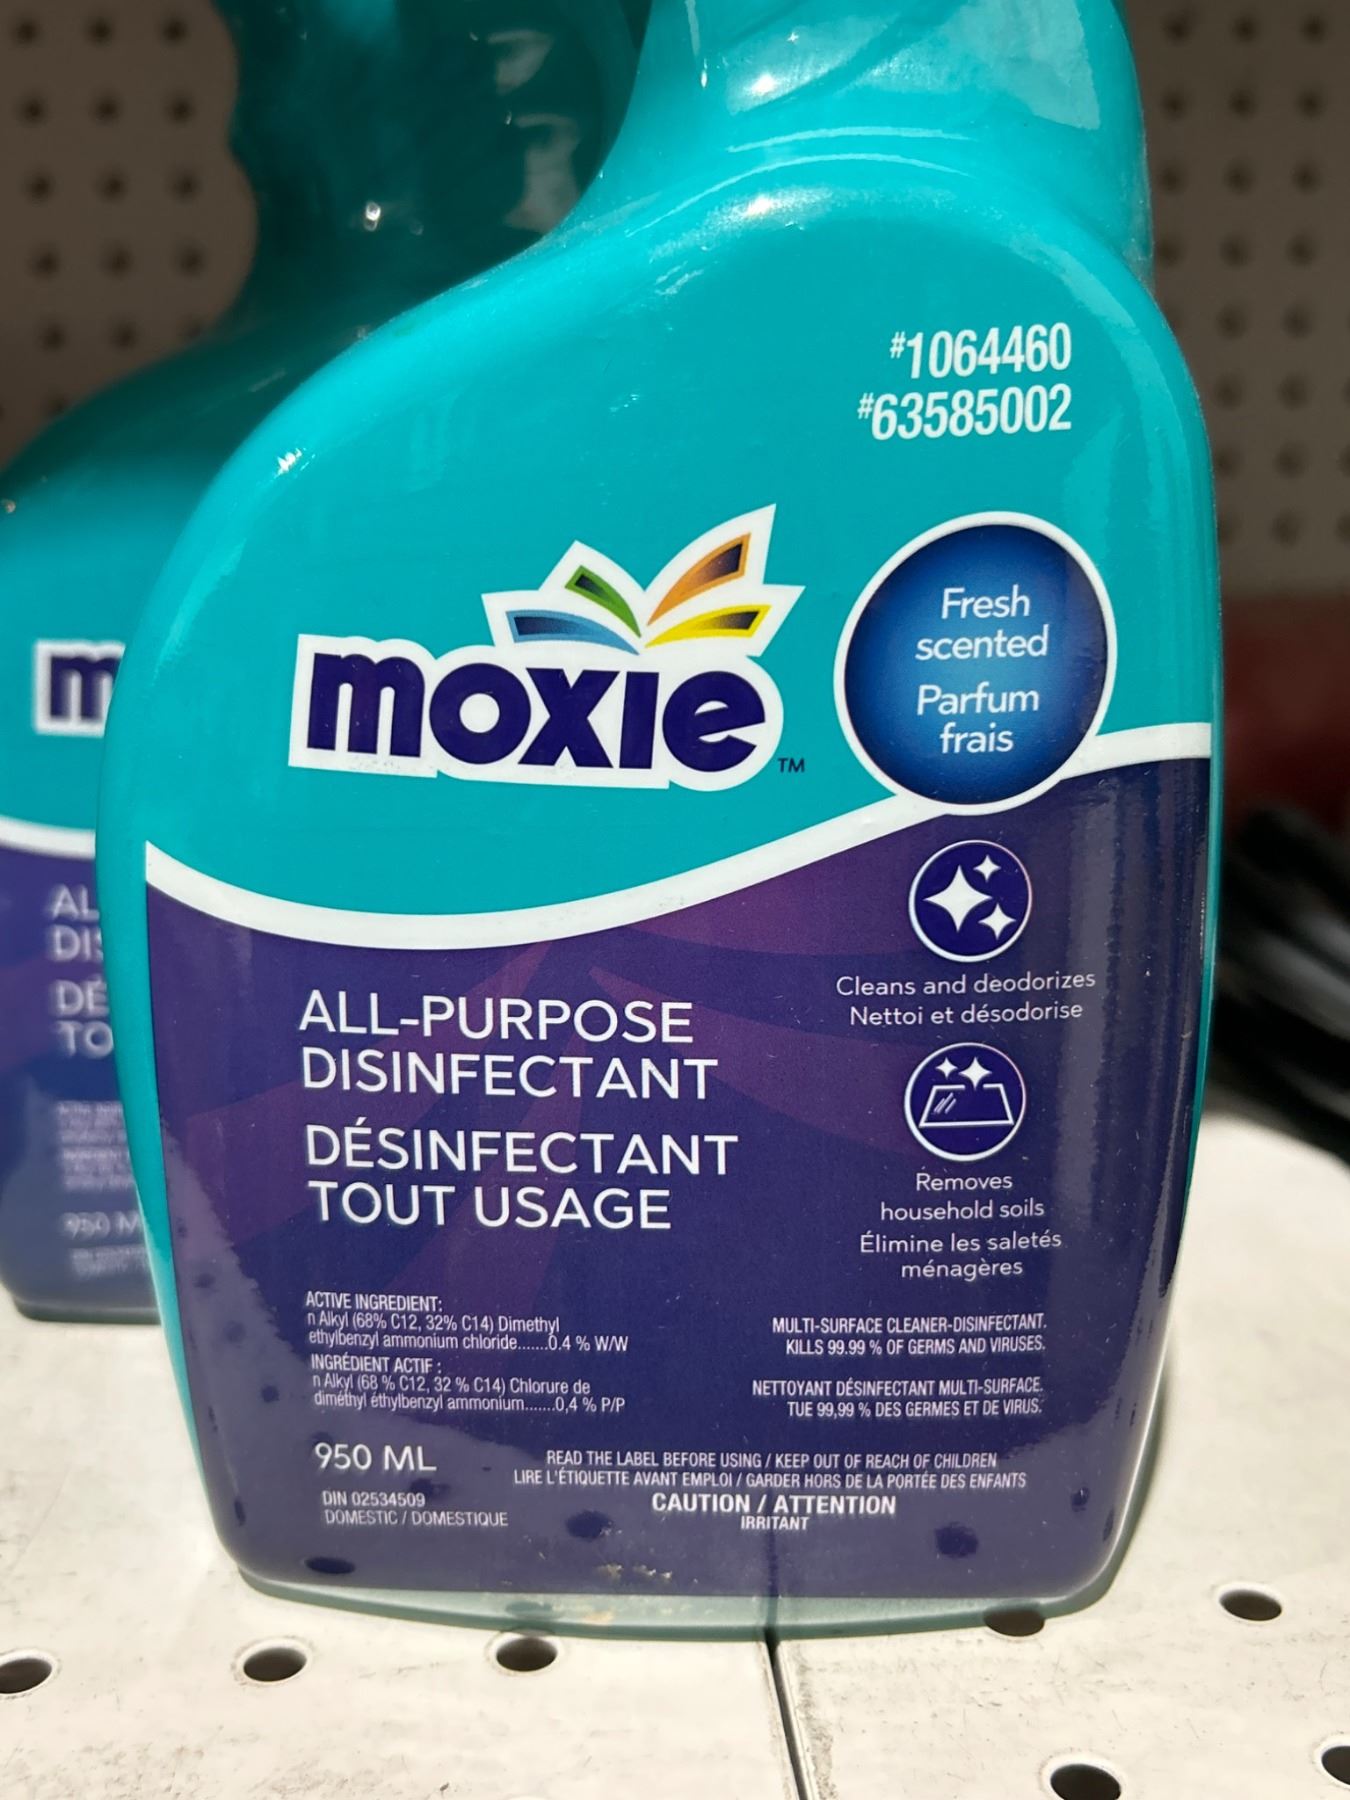 #1064460
#63585002
moxie
TM
Fresh
scented
Parfum
frais
Cleans and deodorizes
Nettoi et désodorise
ALL-PURPOSE
DISINFECTANT
DÉSINFECTANT
TOUT USAGE
Removes
household soils
Élimine les saletés
ménagères
ACTIVE INGREDIENT:
n Alkyl (68% C12, 32% C14) Dimethyl
ethylbenzyl ammonium chloride.......0.4 % W/W
INGRÉDIENT ACTIF :
n Alkyl (68 % C12, 32 % C14) Chlorure de
diméthyl éthylbenzyl ammonium.......0,4 % P/P
MULTI-SURFACE CLEANER-DISINFECTANT.
KILLS 99.99 % OF GERMS AND VIRUSES.
NETTOYANT DÉSINFECTANT MULTI-SURFACE.
TUE 99,99 % DES GERMES ET DE VIRUS.
950 ML
READ THE LABEL BEFORE USING / KEEP OUT OF REACH OF CHILDREN
LIRE L'ÉTIQUETTE AVANT EMPLOI / GARDER HORS DE LA PORTÉE DES ENFANTS
DIN 02534509
DOMESTIC / DOMESTIQUE
CAUTION / ATTENTION
IRRITANT
m
AL
DIS
DÉ
TO
950 M